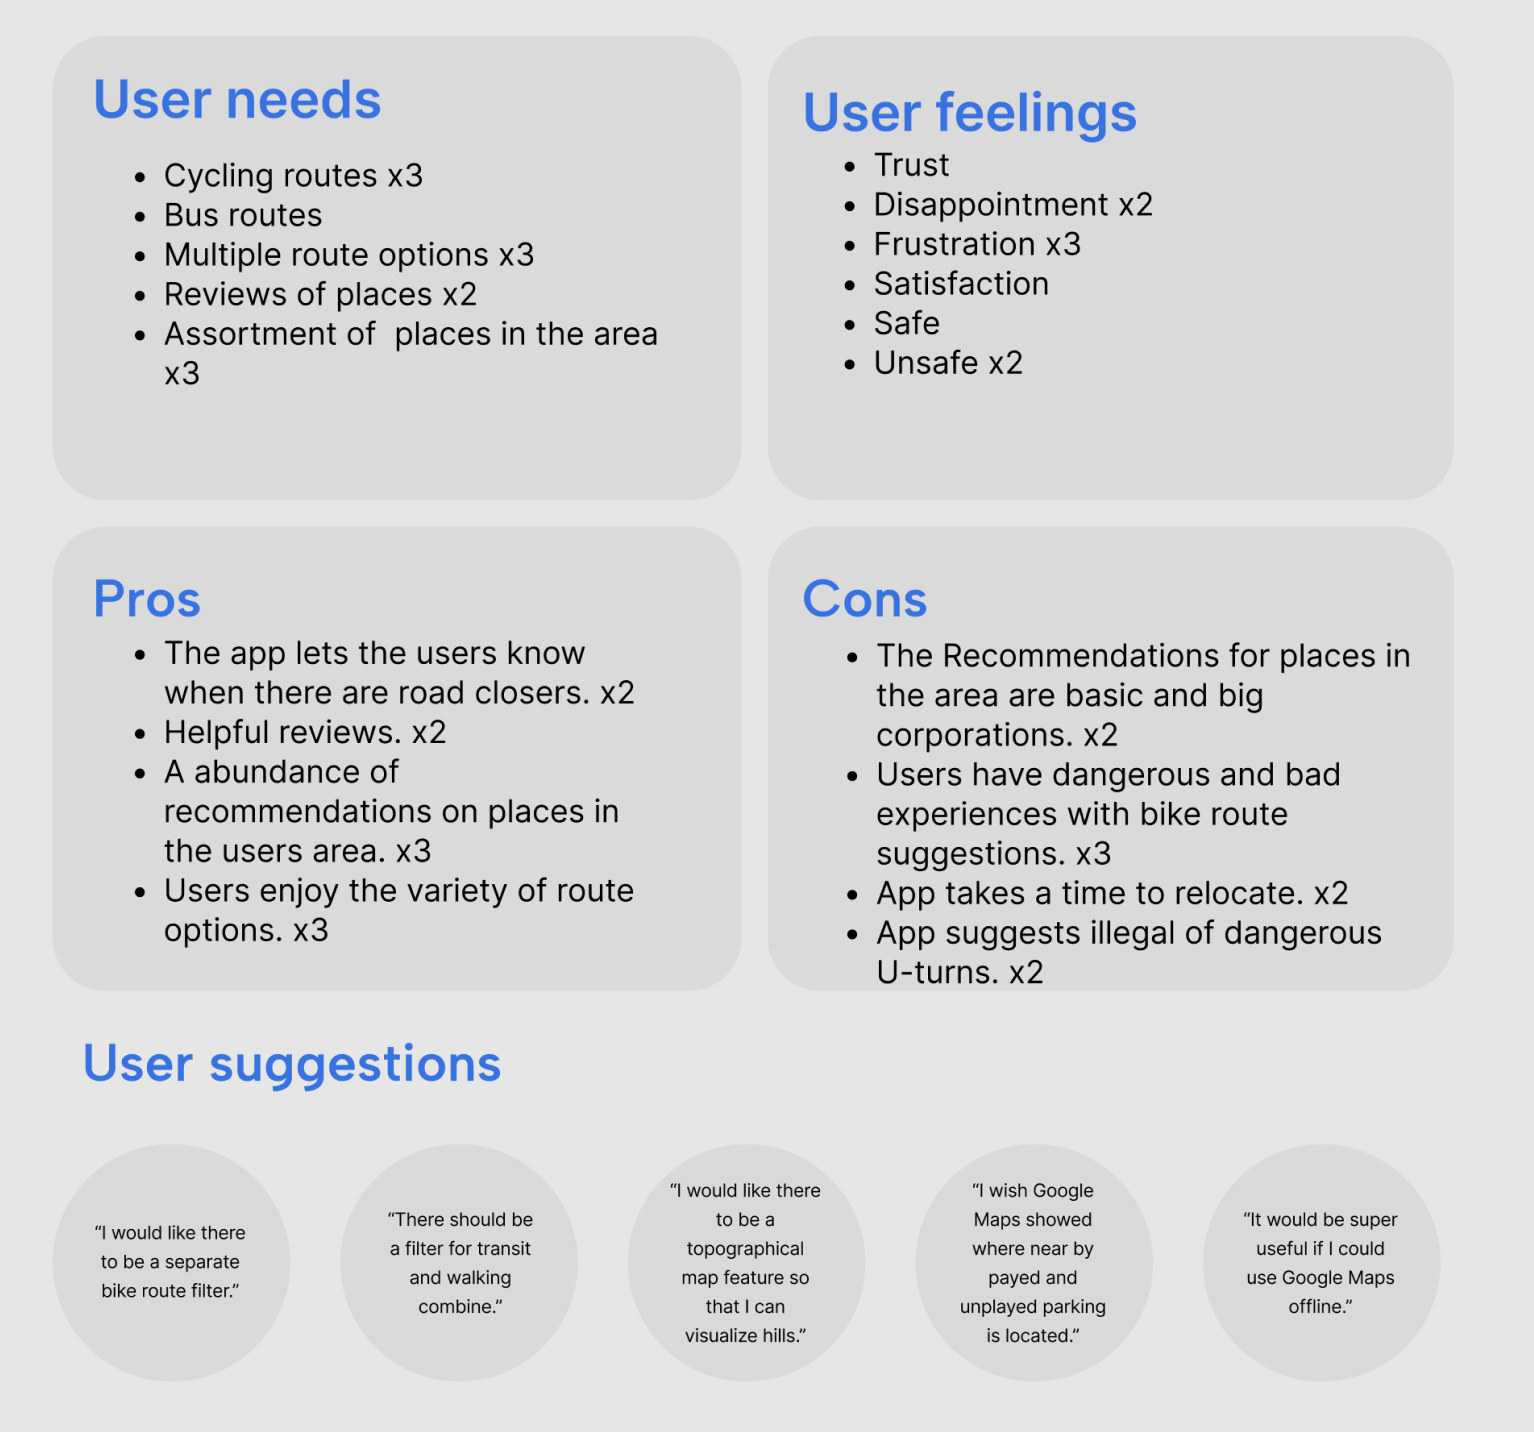 User needs
• Cycling routes x3
• Bus routes
• Multiple route options x3
• Reviews of places x2
• Assortment of  places in the area
x3
User feelings
• Trust
• Disappointment x2
• Frustration x3
• Satisfaction
• Safe
• Unsafe x2
Pros
• The app lets the users know
when there are road closers. x2
• Helpful reviews. x2
• A abundance of
recommendations on places in
the users area. x3
• Users enjoy the variety of route
options. x3
Cons
• The Recommendations for places in
the area are basic and big
corporations. x2
• Users have dangerous and bad
experiences with bike route
suggestions. x3
• App takes a time to relocate. x2
• App suggests illegal of dangerous
U-turns. x2
User suggestions
“I would like there
to be a separate
bike route filter.”
“There should be
a filter for transit
and walking
combine.”
“I would like there
to be a
topographical
map feature so
that I can
visualize hills.”
“I wish Google
Maps showed
where near by
payed and
unplayed parking
is located.”
“It would be super
useful if I could
use Google Maps
offline.”